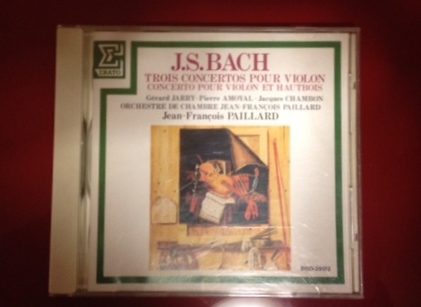 ERATO
J.S.BACH
TROIS CONCERTOS POUR VIOLON
CONCERTO POUR VIOLON ET HAUTBOIS
Gérard JARRY · Pierre AMOYAL · Jacques CHAMBON
ORCHESTRE DE CHAMBRE JEAN-FRANÇOIS PAILLARD
Jean-François PAILLARD